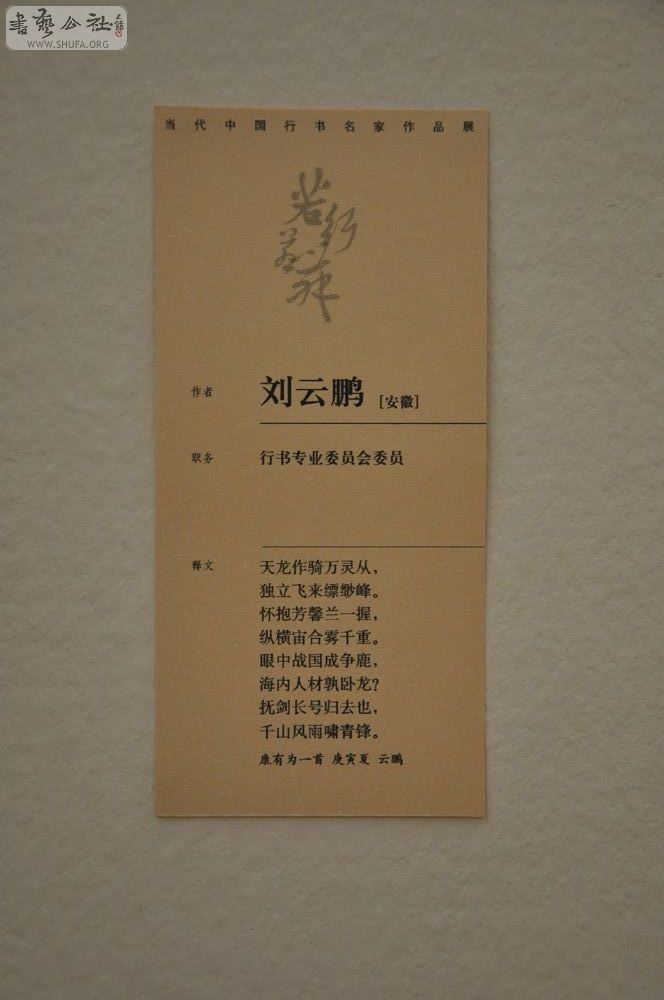 書藝公社
WWW.SHUFA.ORG
当代中国行书名家作品展
作者 刘云鹏 [安徽]
职务 行书专业委员会委员
释文 天龙作骑万灵从，
独立飞来缥缈峰。
怀抱芳馨兰一握，
纵横宙合雾千重。
眼中战国成争鹿，
海内人材孰卧龙？
抚剑长号归去也，
千山风雨啸青锋。
康有为一首 庚寅夏 云鹏